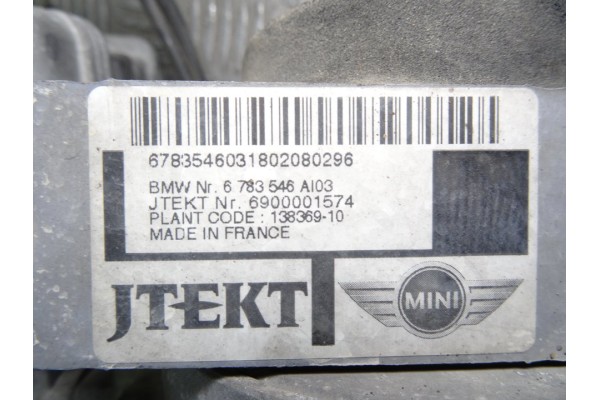 6783546031802080296
BMW Nr. 6 783 546 AI03
JTEKT Nr. 6900001574
PLANT CODE : 138369-10
MADE IN FRANCE
JTEKT
MINI